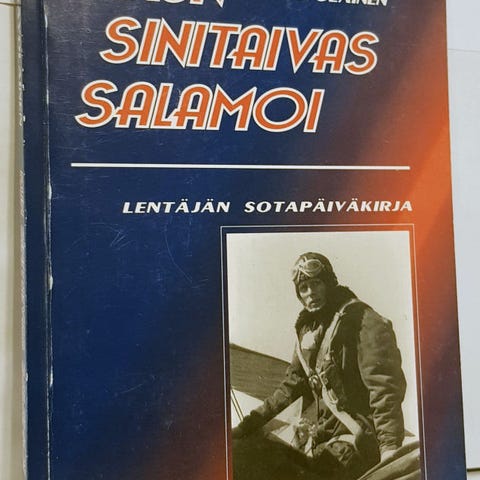 SINITAIVAS
SALAMOI
LENTÄJÄN SOTAPÄIVÄKIRJA